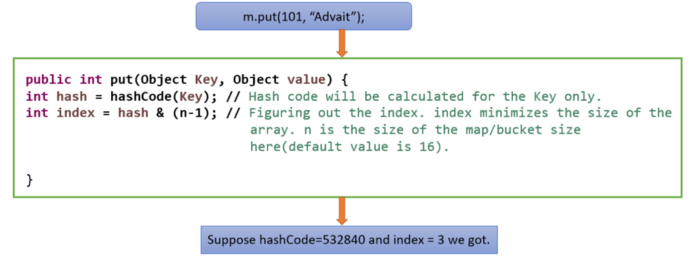 m.put(101, “Advait”);
public int put(Object Key, Object value) {
int hash = hashCode(Key); // Hash code will be calculated for the Key only.
int index = hash & (n-1); // Figuring out the index. index minimizes the size of the
array. n is the size of the map/bucket size
here(default value is 16).
}
Suppose hashCode=532840 and index = 3 we got.